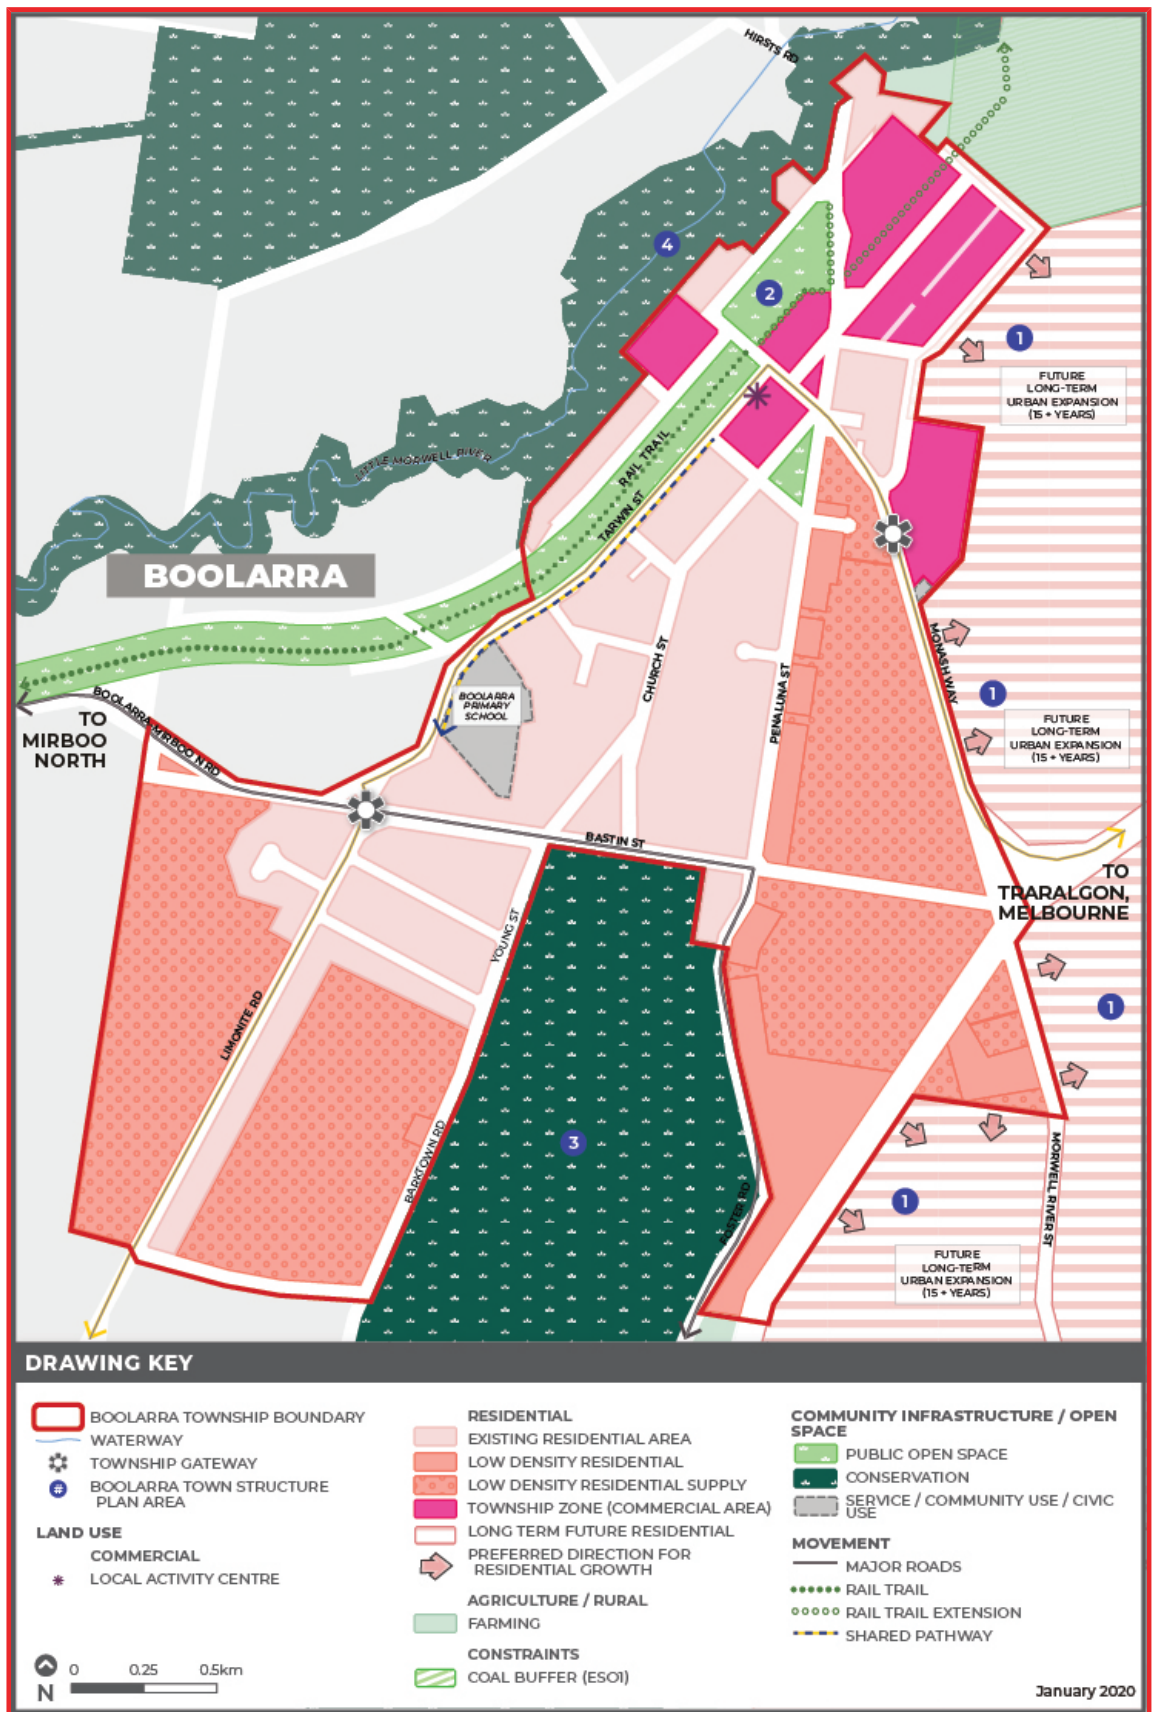 HIRSTS RD
4
2
1
FUTURE
LONG-TERM
URBAN EXPANSION
(15 + YEARS)
LITTLE MORWELL RIVER
RAIL TRAIL
TARWIN ST
BOOLARRA
MONASH WAY
CHURCH ST
PENALUNA ST
BOOLARRA
PRIMARY
SCHOOL
1
FUTURE
LONG-TERM
URBAN EXPANSION
(15 + YEARS)
BOOLARRA-MIRBOO N RD
TO
MIRBOO
NORTH
BASTIN ST
TO
TRARALGON,
MELBOURNE
YOUNG ST
LIMONITE RD
1
3
BARKTOWN RD
FOSTER RD
MORWELL RIVER ST
1
FUTURE
LONG-TERM
URBAN EXPANSION
(15 + YEARS)
DRAWING KEY
BOOLARRA TOWNSHIP BOUNDARY
WATERWAY
TOWNSHIP GATEWAY
# BOOLARRA TOWN STRUCTURE
PLAN AREA
LAND USE
COMMERCIAL
LOCAL ACTIVITY CENTRE
N
0 0.25 0.5km
RESIDENTIAL
EXISTING RESIDENTIAL AREA
LOW DENSITY RESIDENTIAL
LOW DENSITY RESIDENTIAL SUPPLY
TOWNSHIP ZONE (COMMERCIAL AREA)
LONG TERM FUTURE RESIDENTIAL
PREFERRED DIRECTION FOR
RESIDENTIAL GROWTH
AGRICULTURE / RURAL
FARMING
CONSTRAINTS
COAL BUFFER (ESO1)
COMMUNITY INFRASTRUCTURE / OPEN
SPACE
PUBLIC OPEN SPACE
CONSERVATION
SERVICE / COMMUNITY USE / CIVIC
USE
MOVEMENT
MAJOR ROADS
RAIL TRAIL
RAIL TRAIL EXTENSION
SHARED PATHWAY
January 2020